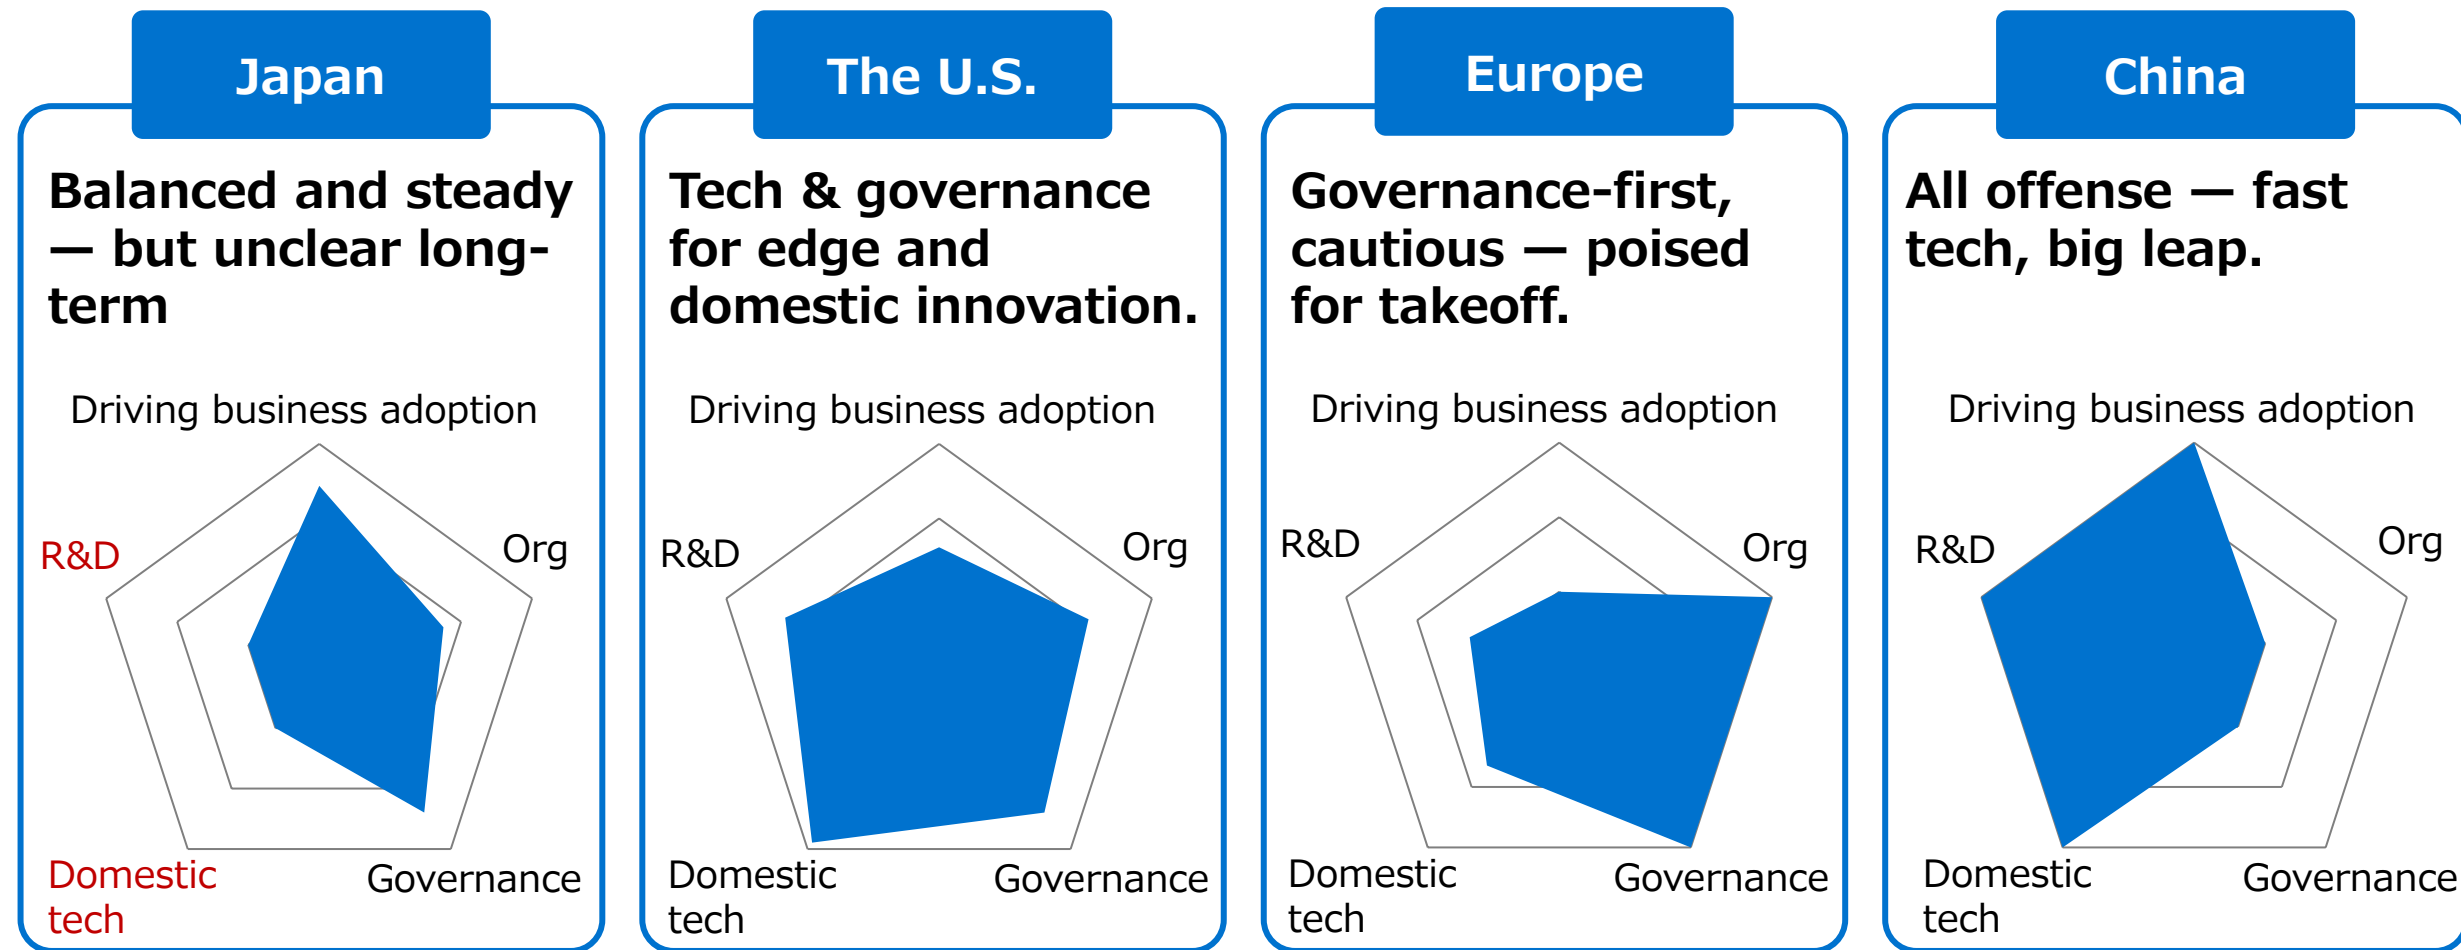 Japan
Balanced and steady
— but unclear long-
term
Driving business adoption
R&D
Org
Domestic
tech
Governance
The U.S.
Tech & governance
for edge and
domestic innovation.
Driving business adoption
R&D
Org
Domestic
tech
Governance
Europe
Governance-first,
cautious — poised
for takeoff.
Driving business adoption
R&D
Org
Domestic
tech
Governance
China
All offense — fast
tech, big leap.
Driving business adoption
R&D
Org
Domestic
tech
Governance